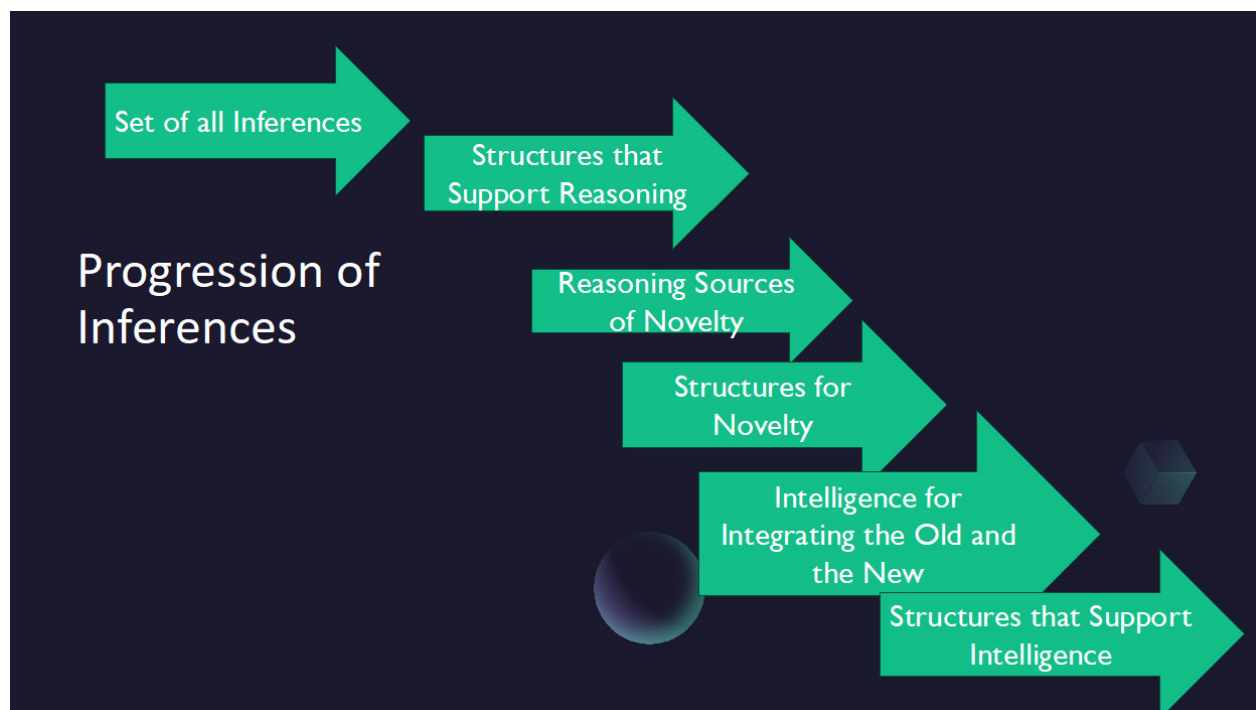 Set of all Inferences
Structures that
Support Reasoning
Progression of
Inferences
Reasoning Sources
of Novelty
Structures for
Novelty
Intelligence for
Integrating the Old and
the New
Structures that Support
Intelligence